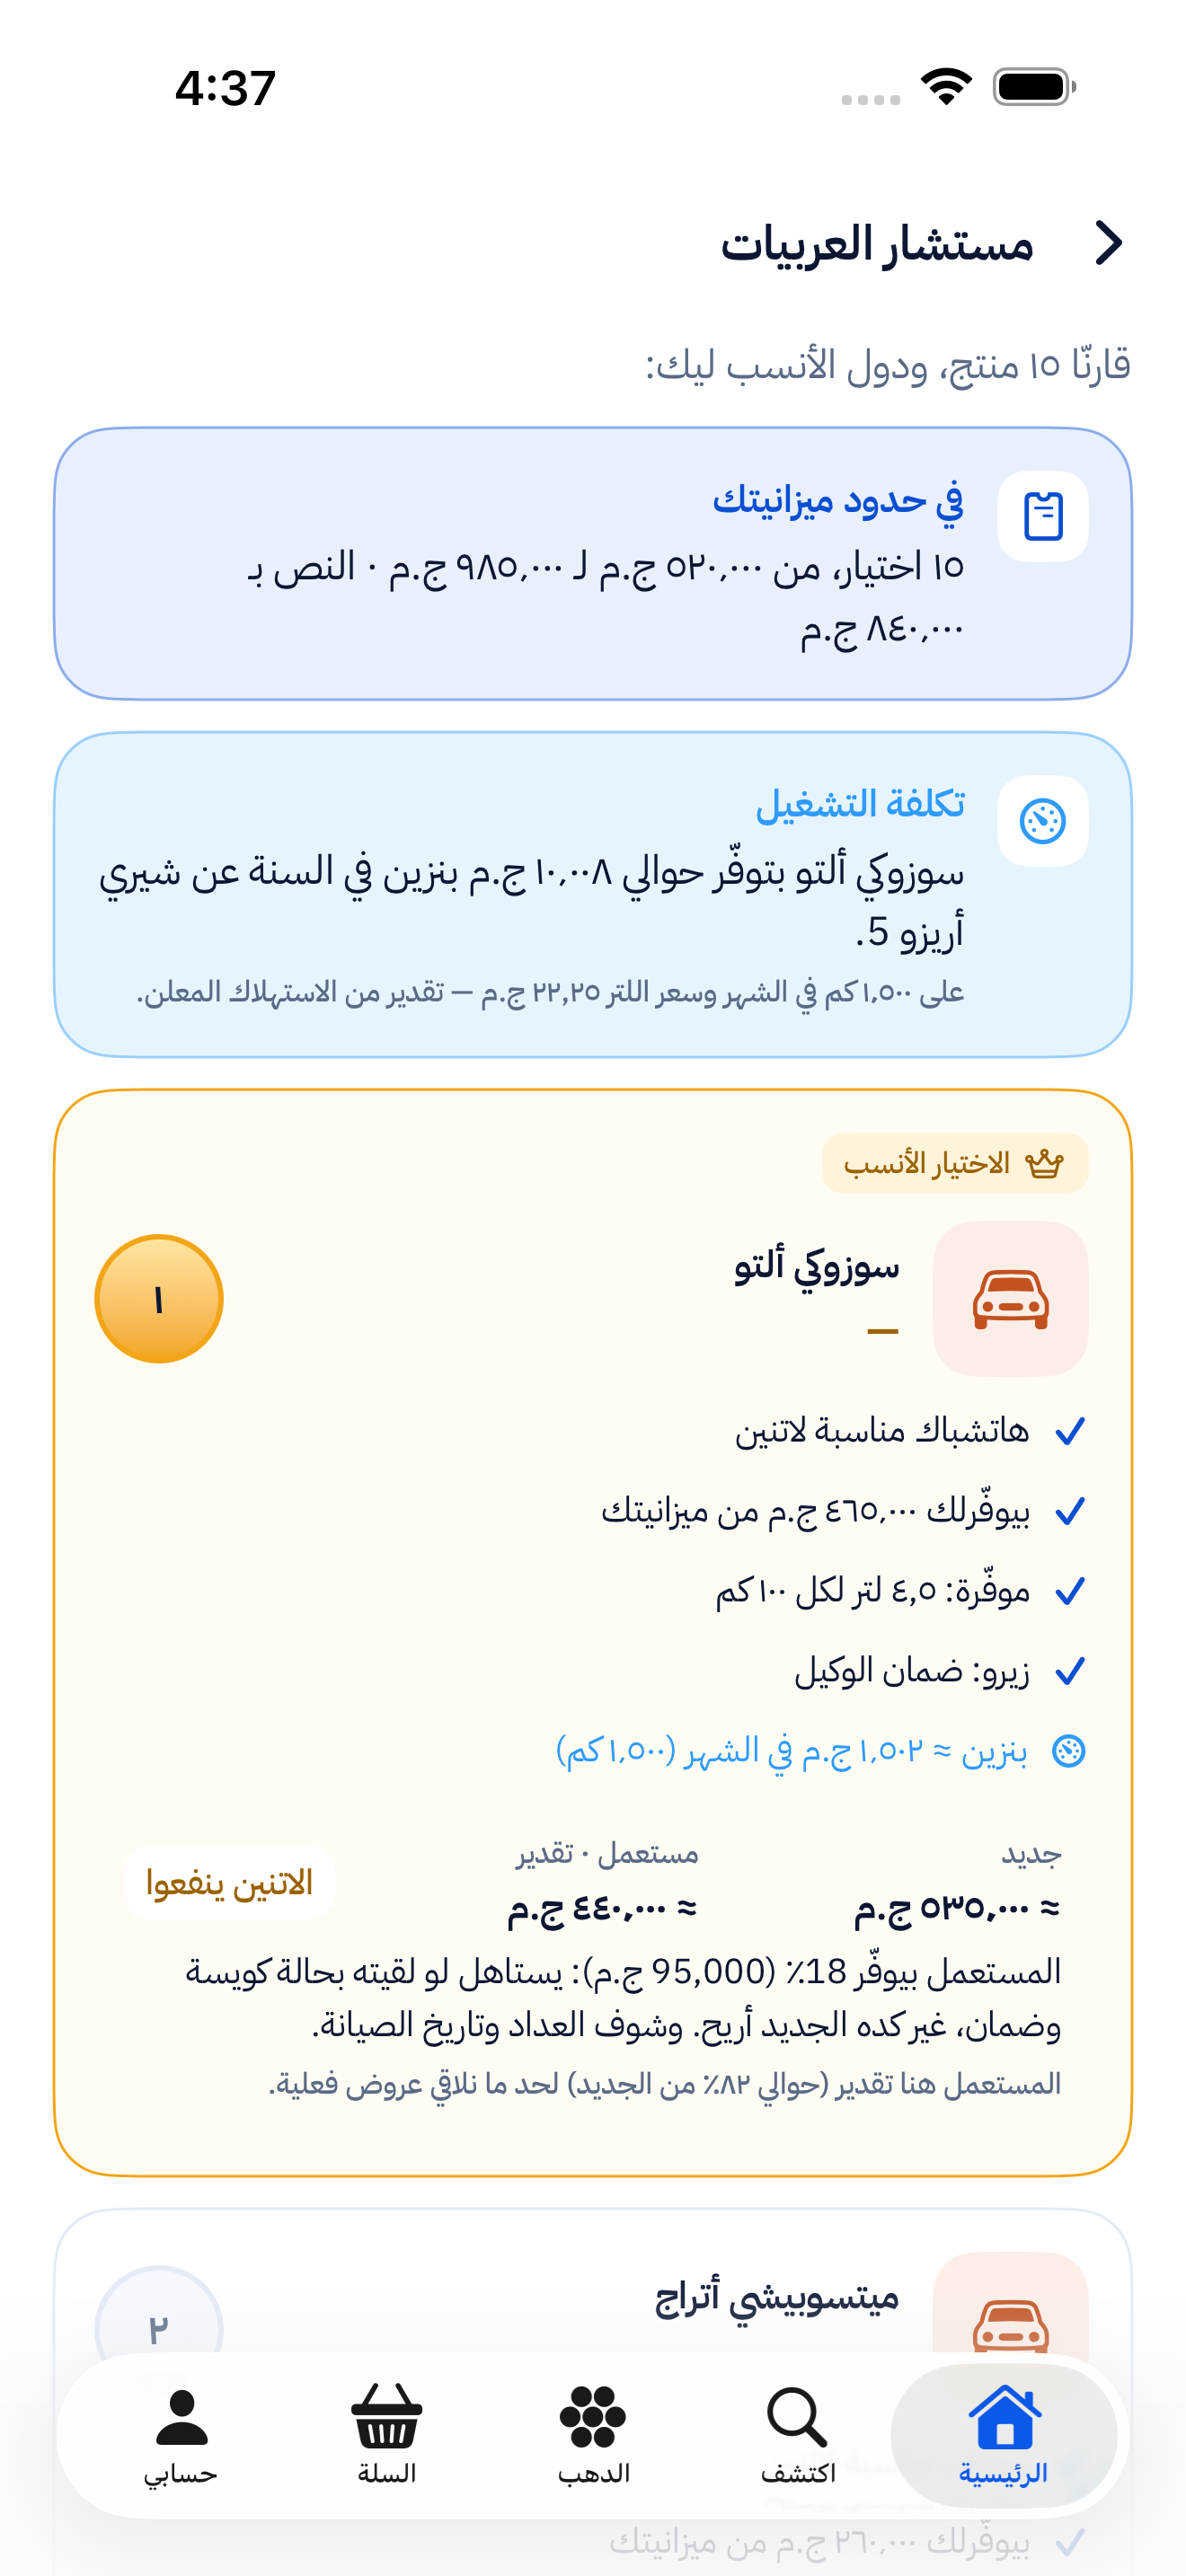 4:37
مستشار العربيات
قارنّا ١٥ منتج، ودول الأنسب ليك:
في حدود ميزانيتك
١٥ اختيار، من ٥٢٠٬٠٠٠ ج.م لـ ٩٨٥٬٠٠٠ ج.م · النص بـ
٨٤٠٬٠٠٠ ج.م
تكلفة التشغيل
سوزوكي ألتو بتوفّر حوالي ١٠٬٠٠٨ ج.م بنزين في السنة عن شيري
أريزو 5.
على ١٬٥٠٠ كم في الشهر وسعر اللتر ٢٢٫٢٥ ج.م — تقدير من الاستهلاك المعلن.
الاختيار الأنسب
سوزوكي ألتو
١
—
هاتشباك مناسبة لاتنين
بيوفّرلك ٤٦٥٬٠٠٠ ج.م من ميزانيتك
موفّرة: ٤٫٥ لتر لكل ١٠٠ كم
زيرو: ضمان الوكيل
بنزين ≈ ١٬٥٠٢ ج.م في الشهر (١٬٥٠٠ كم)
جديد
≈ ٥٣٥٬٠٠٠ ج.م
مستعمل · تقدير
≈ ٤٤٠٬٠٠٠ ج.م
الاتنين ينفعوا
المستعمل بيوفّر 18٪ (95,000 ج.م): يستاهل لو لقيته بحالة كويسة
وضمان، غير كده الجديد أريح. وشوف العداد وتاريخ الصيانة.
المستعمل هنا تقدير (حوالي ٨٢٪ من الجديد) لحد ما نلاقي عروض فعلية.
ميتسوبيشي أتراج
٢
الرئيسية
اكتشف
الدهب
السلة
حسابي
بيوفّرلك ٢٦٠٬٠٠٠ ج.م من ميزانيتك